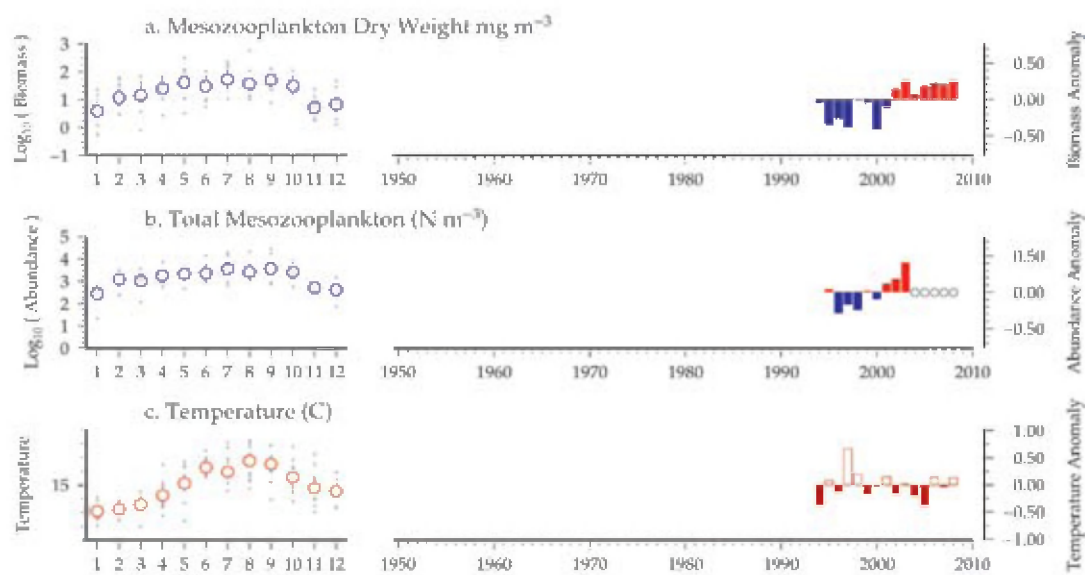 a. Mesozooplankton Dry Weight mg m⁻³
Log₁₀ ( Biomass )
3
2
1
0
−1
1 2 3 4 5 6 7 8 9 10 11 12
1950 1960 1970 1980 1990 2000 2010
0.50
0.00
−0.50
Biomass Anomaly
b. Total Mesozooplankton (N m⁻³)
Log₁₀ ( Abundance )
5
4
3
2
1
0
1 2 3 4 5 6 7 8 9 10 11 12
1950 1960 1970 1980 1990 2000 2010
0.50
0.00
−0.50
Abundance Anomaly
c. Temperature (C)
Temperature
15
1 2 3 4 5 6 7 8 9 10 11 12
1950 1960 1970 1980 1990 2000 2010
1.00
0.50
0.00
−0.50
−1.00
Temperature Anomaly